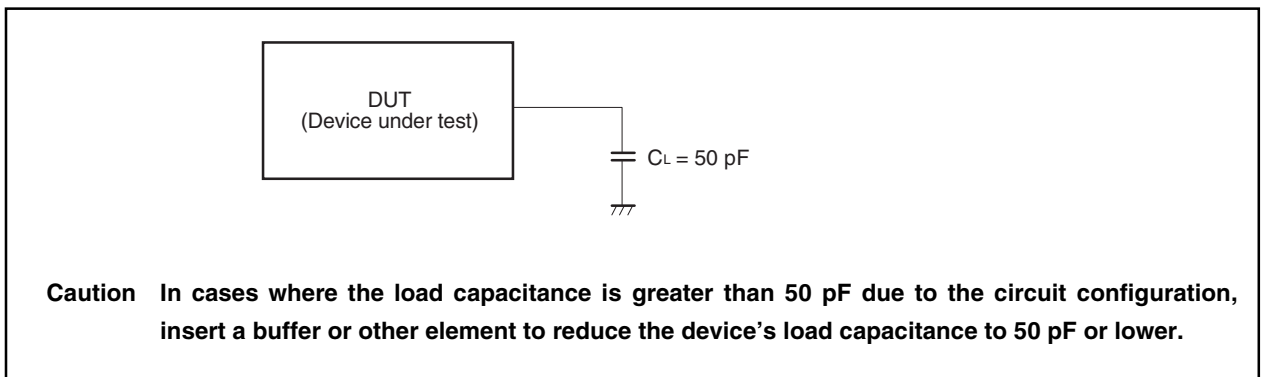 DUT
(Device under test)
CL = 50 pF
Caution In cases where the load capacitance is greater than 50 pF due to the circuit configuration,
insert a buffer or other element to reduce the device's load capacitance to 50 pF or lower.